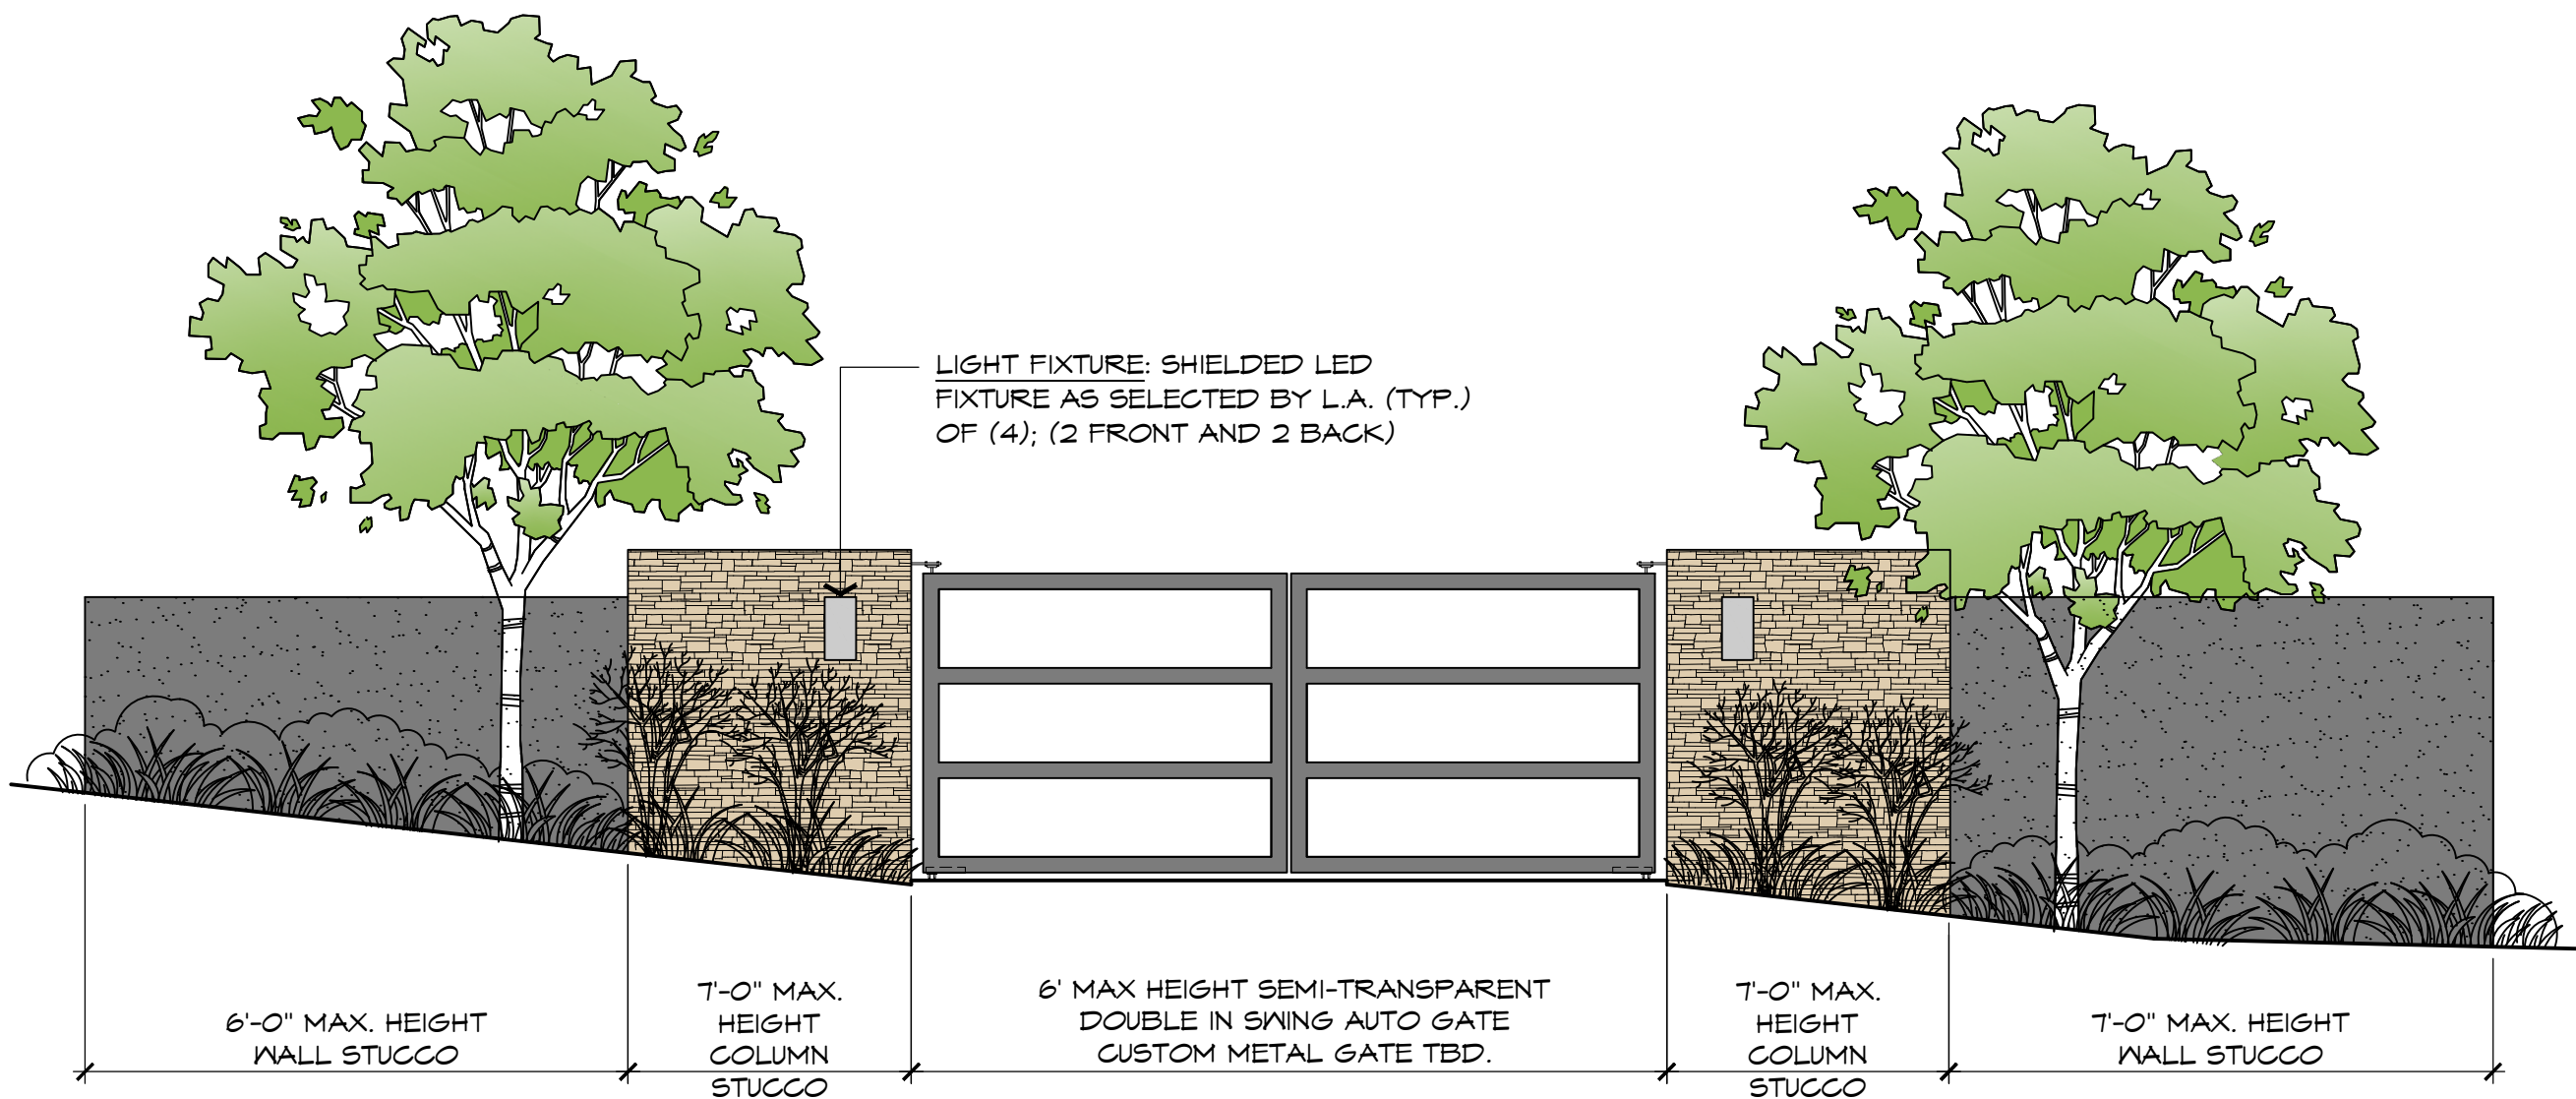 LIGHT FIXTURE: SHIELDED LED
FIXTURE AS SELECTED BY L.A. (TYP.)
OF (4); (2 FRONT AND 2 BACK)
6'-0" MAX. HEIGHT
WALL STUCCO
7'-0" MAX.
HEIGHT
COLUMN
STUCCO
6' MAX HEIGHT SEMI-TRANSPARENT
DOUBLE IN SWING AUTO GATE
CUSTOM METAL GATE TBD.
7'-0" MAX.
HEIGHT
COLUMN
STUCCO
7'-0" MAX. HEIGHT
WALL STUCCO